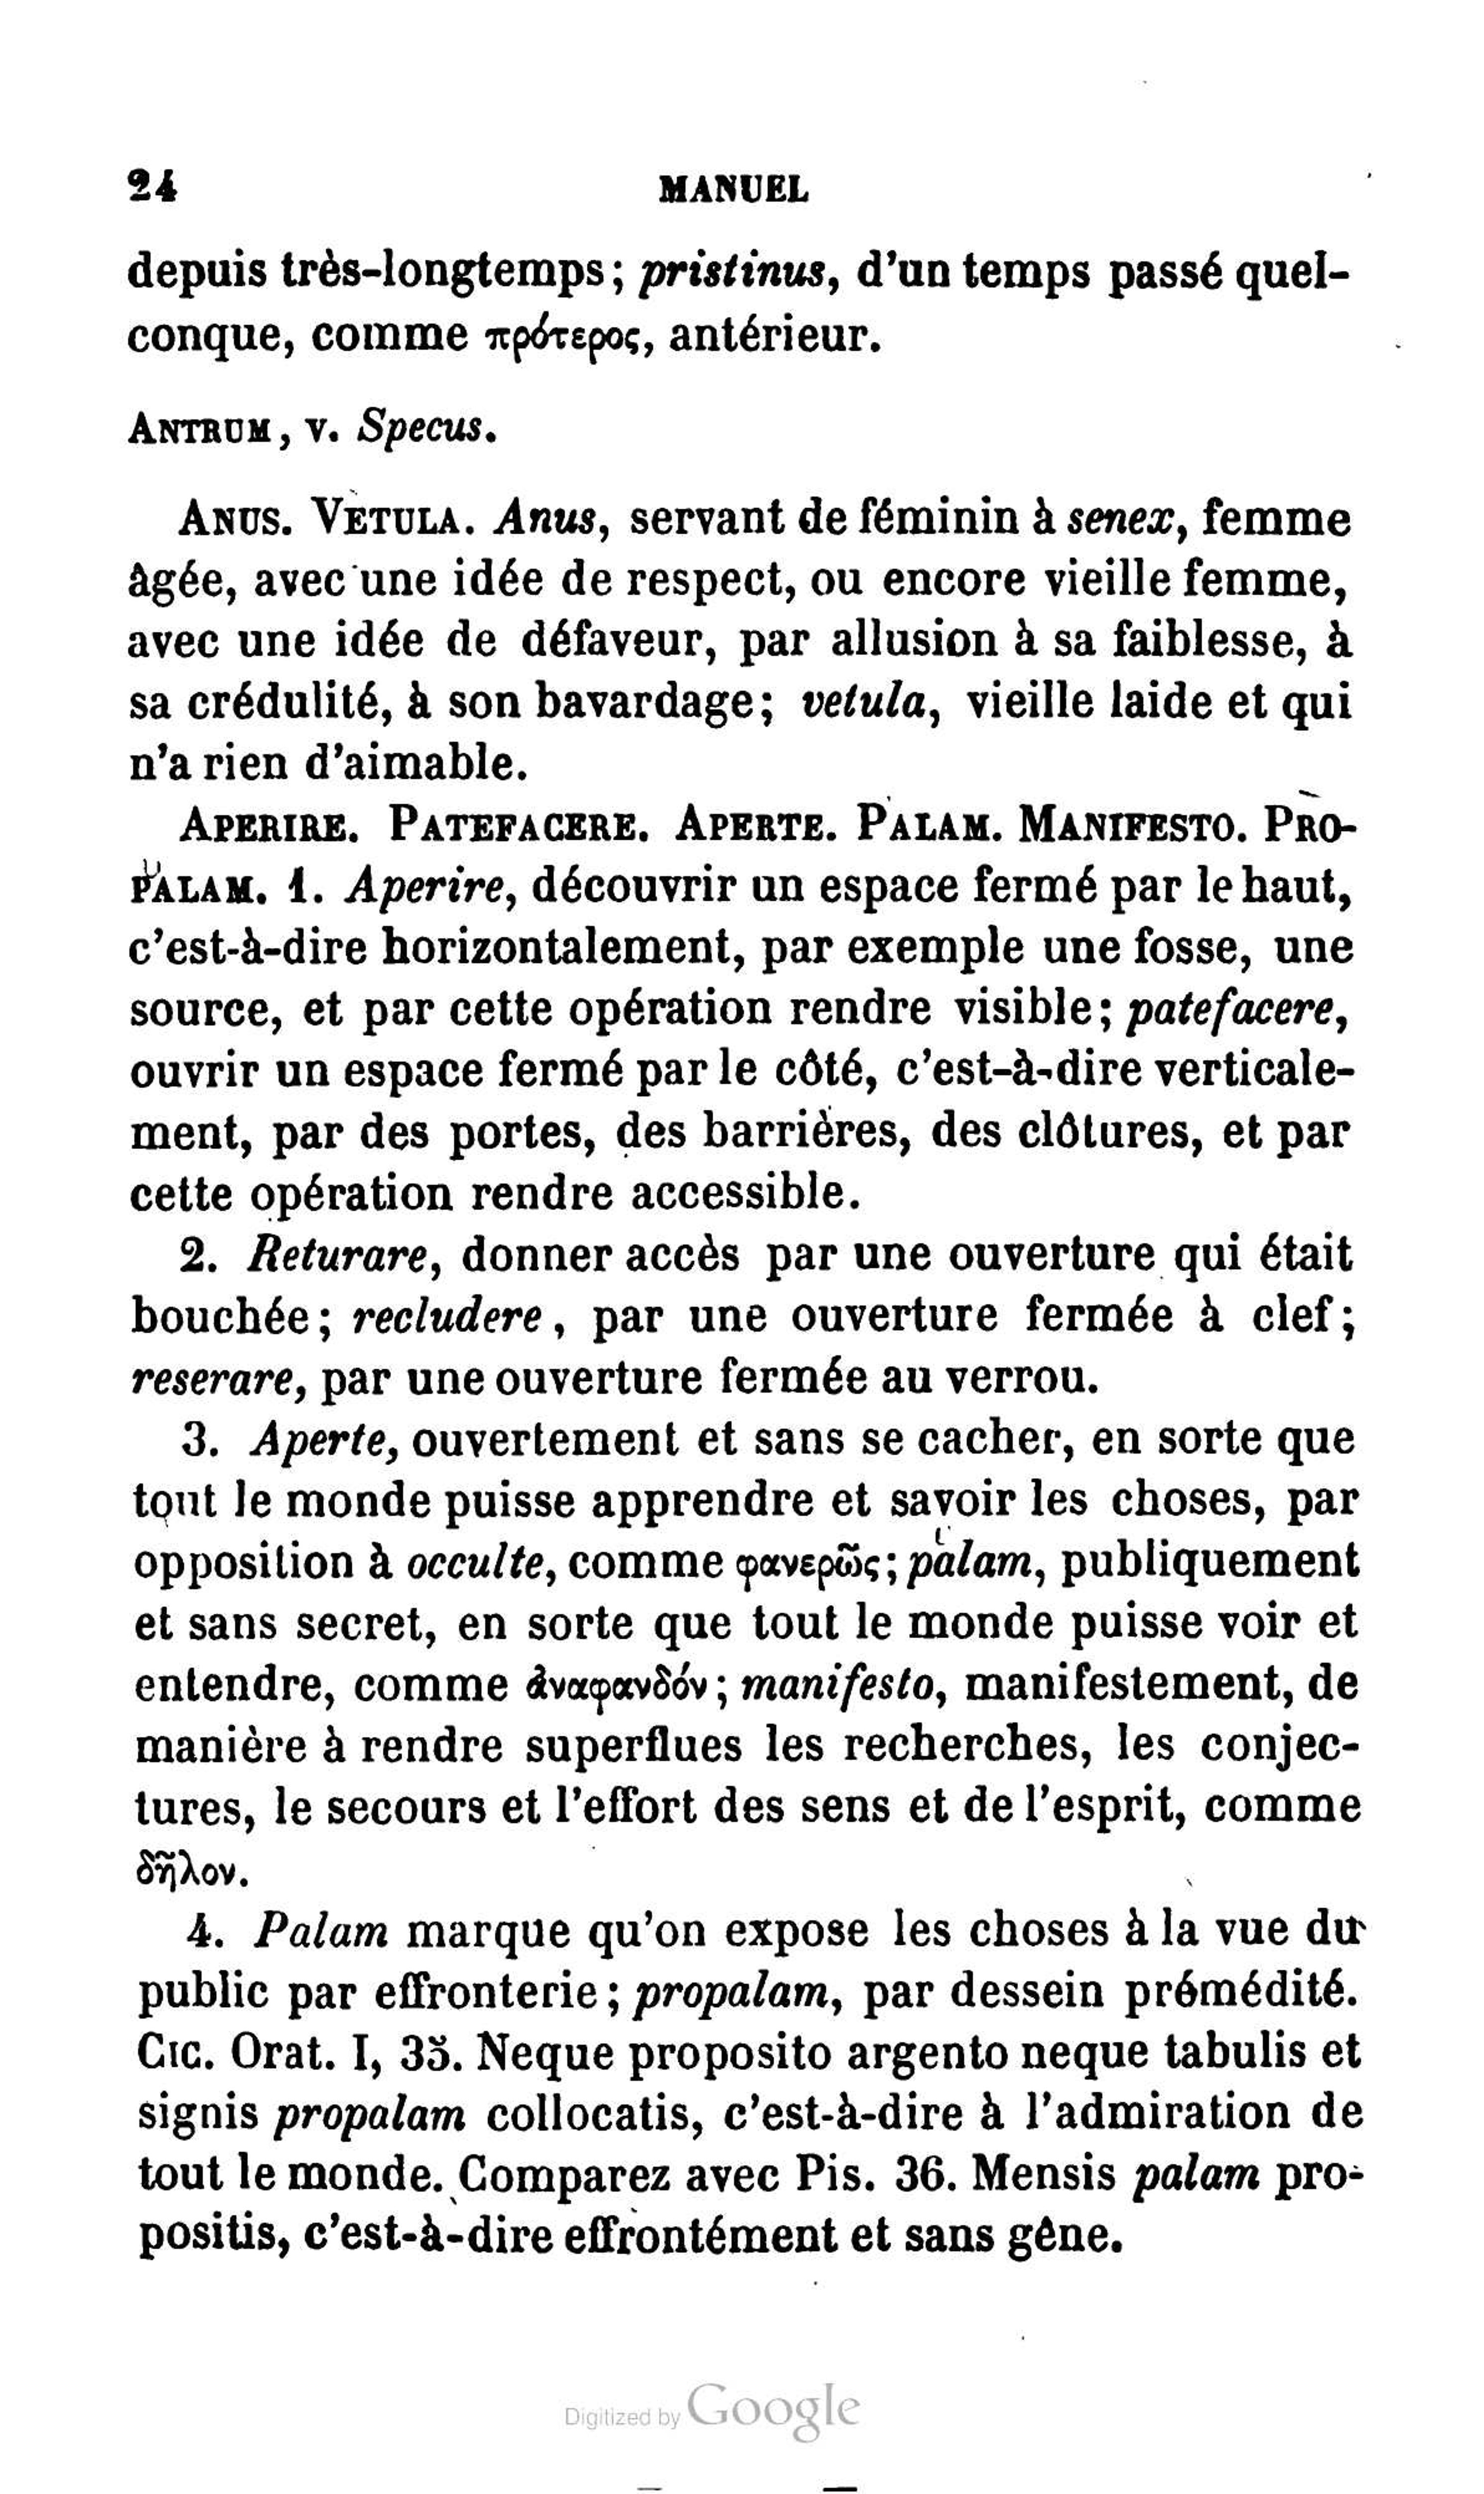 24 MANUEL
depuis très-longtemps; pristinus, d'un temps passé quel-
conque, comme πρότερος, antérieur.
ANTRUM, v. Specus.
ANUS. VETULA. Anus, servant de féminin à senex, femme
âgée, avec une idée de respect, ou encore vieille femme,
avec une idée de défaveur, par allusion à sa faiblesse, à
sa crédulité, à son bavardage; vetula, vieille laide et qui
n'a rien d'aimable.
APERIRE. PATEFACERE. APERTE. PALAM. MANIFESTO. PRO-
PALAM. 1. Aperire, découvrir un espace fermé par le haut,
c'est-à-dire horizontalement, par exemple une fosse, une
source, et par cette opération rendre visible; patefacere,
ouvrir un espace fermé par le côté, c'est-à-dire verticale-
ment, par des portes, des barrières, des clôtures, et par
cette opération rendre accessible.
2. Returare, donner accès par une ouverture qui était
bouchée; recludere, par une ouverture fermée à clef;
reserare, par une ouverture fermée au verrou.
3. Aperte, ouvertement et sans se cacher, en sorte que
tout le monde puisse apprendre et savoir les choses, par
opposition à occulte, comme φανερῶς; palam, publiquement
et sans secret, en sorte que tout le monde puisse voir et
entendre, comme ἀναφανδόν; manifesto, manifestement, de
manière à rendre superflues les recherches, les conjec-
tures, le secours et l'effort des sens et de l'esprit, comme
δῆλον.
4. Palam marque qu'on expose les choses à la vue du
public par effronterie; propalam, par dessein prémédité.
CIC. Orat. I, 35. Neque proposito argento neque tabulis et
signis propalam collocatis, c'est-à-dire à l'admiration de
tout le monde. Comparez avec Pis. 36. Mensis palam pro-
positis, c'est-à-dire effrontément et sans gêne.
Digitized by Google